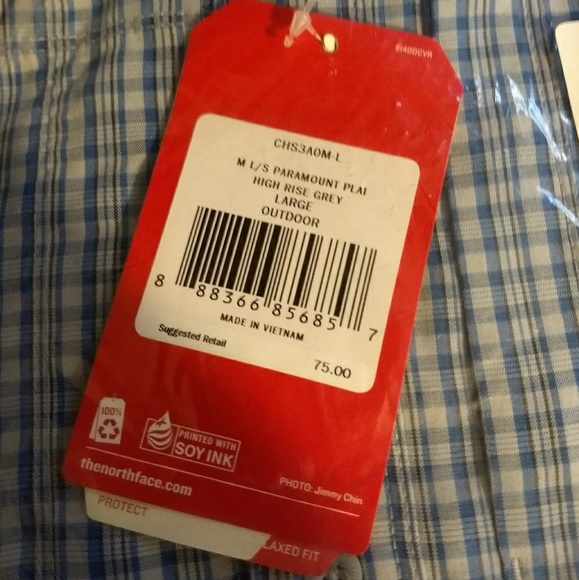 6140DCVR
CHS3A0M-L
M L/S PARAMOUNT PLAI
HIGH RISE GREY
LARGE
OUTDOOR
8 88366 85685 7
MADE IN VIETNAM
Suggested Retail
75.00
100%
PRINTED WITH
SOY INK
thenorthface.com
PHOTO: Jimmy Chin
PROTECT
LAXED FIT